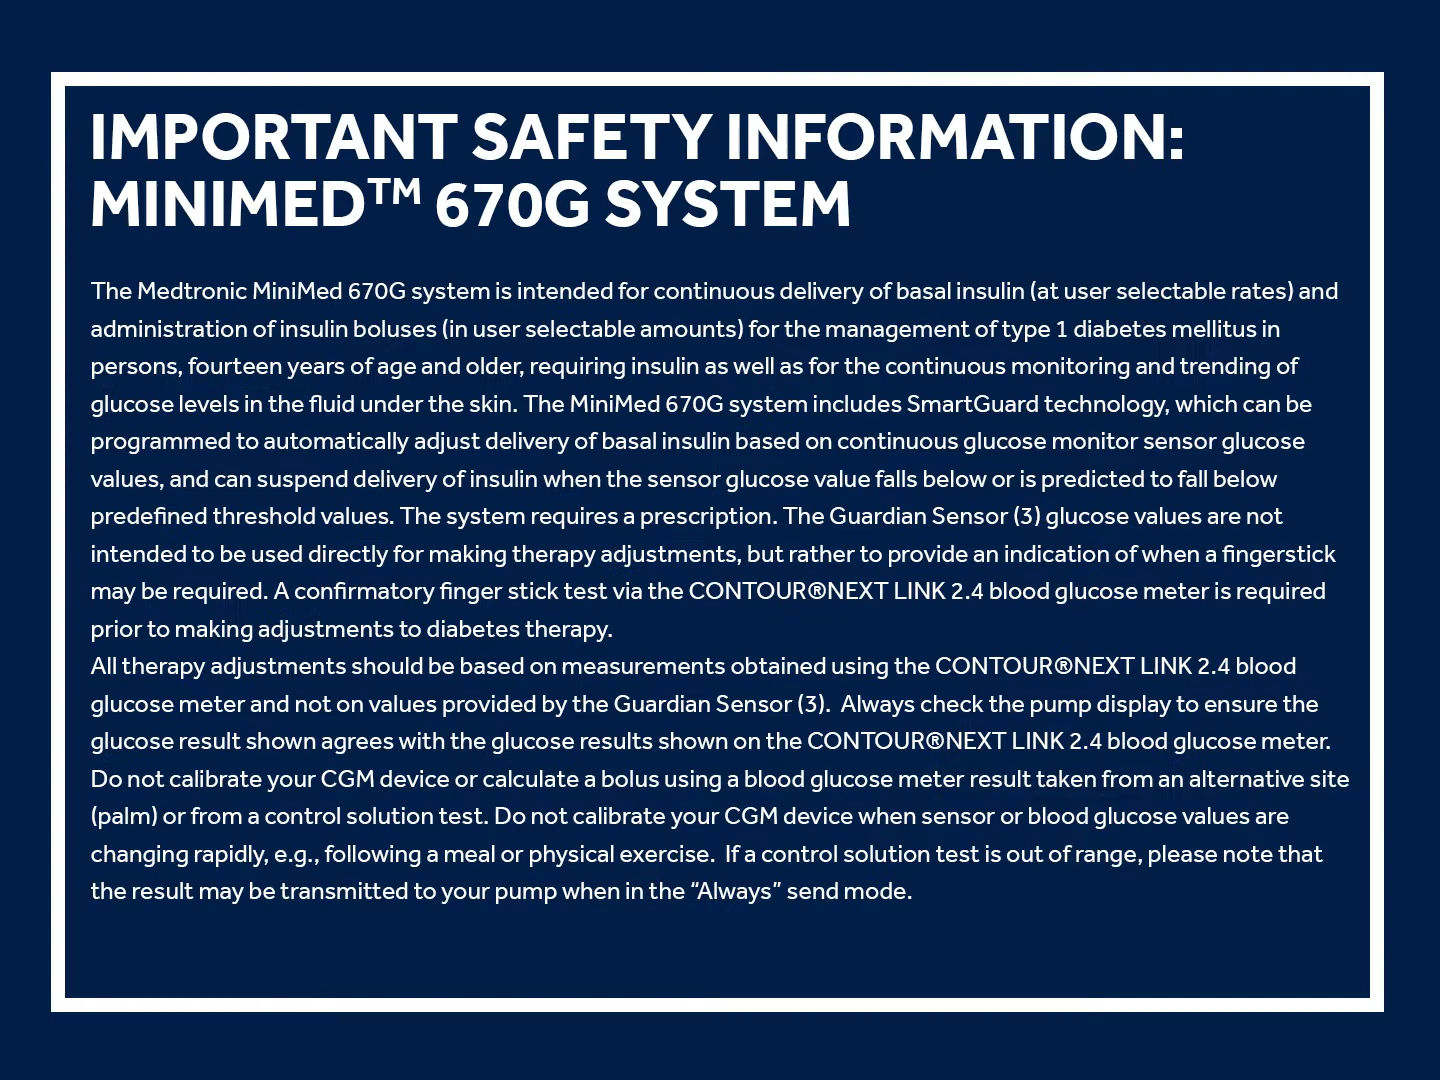 IMPORTANT SAFETY INFORMATION:
MINIMED™ 670G SYSTEM
The Medtronic MiniMed 670G system is intended for continuous delivery of basal insulin (at user selectable rates) and
administration of insulin boluses (in user selectable amounts) for the management of type 1 diabetes mellitus in
persons, fourteen years of age and older, requiring insulin as well as for the continuous monitoring and trending of
glucose levels in the fluid under the skin. The MiniMed 670G system includes SmartGuard technology, which can be
programmed to automatically adjust delivery of basal insulin based on continuous glucose monitor sensor glucose
values, and can suspend delivery of insulin when the sensor glucose value falls below or is predicted to fall below
predefined threshold values. The system requires a prescription. The Guardian Sensor (3) glucose values are not
intended to be used directly for making therapy adjustments, but rather to provide an indication of when a fingerstick
may be required. A confirmatory finger stick test via the CONTOUR®NEXT LINK 2.4 blood glucose meter is required
prior to making adjustments to diabetes therapy.
All therapy adjustments should be based on measurements obtained using the CONTOUR®NEXT LINK 2.4 blood
glucose meter and not on values provided by the Guardian Sensor (3).  Always check the pump display to ensure the
glucose result shown agrees with the glucose results shown on the CONTOUR®NEXT LINK 2.4 blood glucose meter.
Do not calibrate your CGM device or calculate a bolus using a blood glucose meter result taken from an alternative site
(palm) or from a control solution test. Do not calibrate your CGM device when sensor or blood glucose values are
changing rapidly, e.g., following a meal or physical exercise.  If a control solution test is out of range, please note that
the result may be transmitted to your pump when in the “Always” send mode.